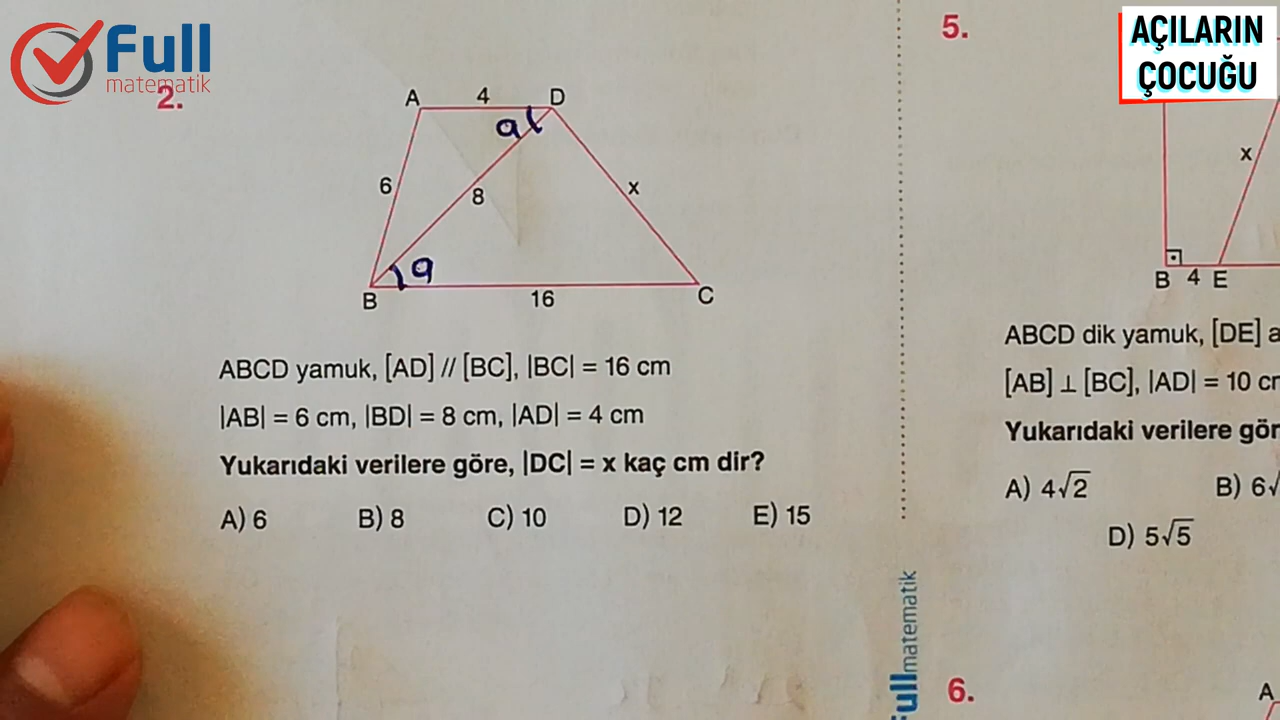 Full
matematik
AÇILARIN
ÇOCUĞU
2.
A 4 D
a
6
8
x
a
B 16 C
ABCD yamuk, [AD] // [BC], |BC| = 16 cm
|AB| = 6 cm, |BD| = 8 cm, |AD| = 4 cm
Yukarıdaki verilere göre, |DC| = x kaç cm dir?
A) 6 B) 8 C) 10 D) 12 E) 15
5.
x
B 4 E
ABCD dik yamuk, [DE] a
[AB] ⊥ [BC], |AD| = 10 cr
Yukarıdaki verilere gör
A) 4√2 B) 6√
D) 5√5
Fullmatematik
6.
A